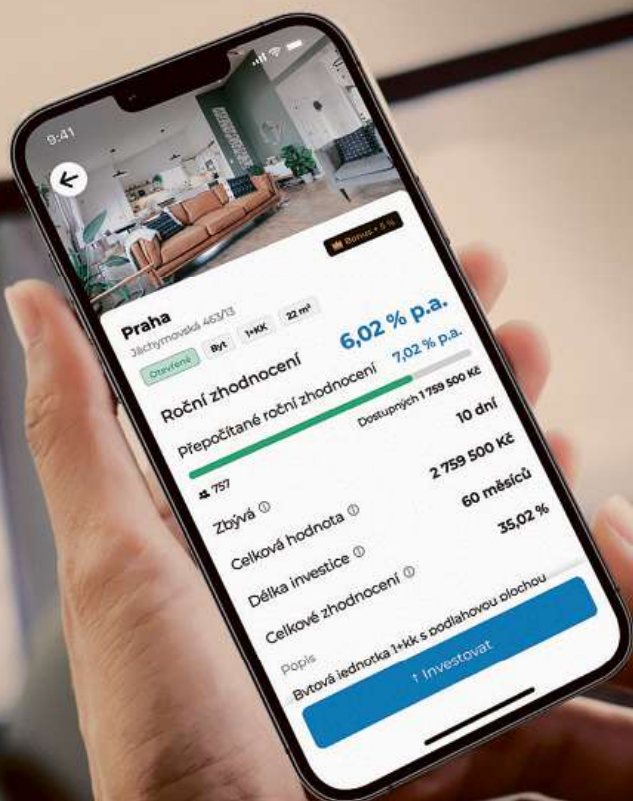 9:41
Bonus + 5 %
Praha
Jáchymovská 463/13
Otevřené Byt 1+KK 22 m²
Roční zhodnocení 6,02 % p.a.
Přepočítané roční zhodnocení 7,02 % p.a.
757 Dostupných 1 759 500 Kč
Zbývá 10 dní
Celková hodnota 2 759 500 Kč
Délka investice 60 měsíců
Celkové zhodnocení 35,02 %
Popis
Bytová jednotka 1+kk s podlahovou plochou
↑ Investovat